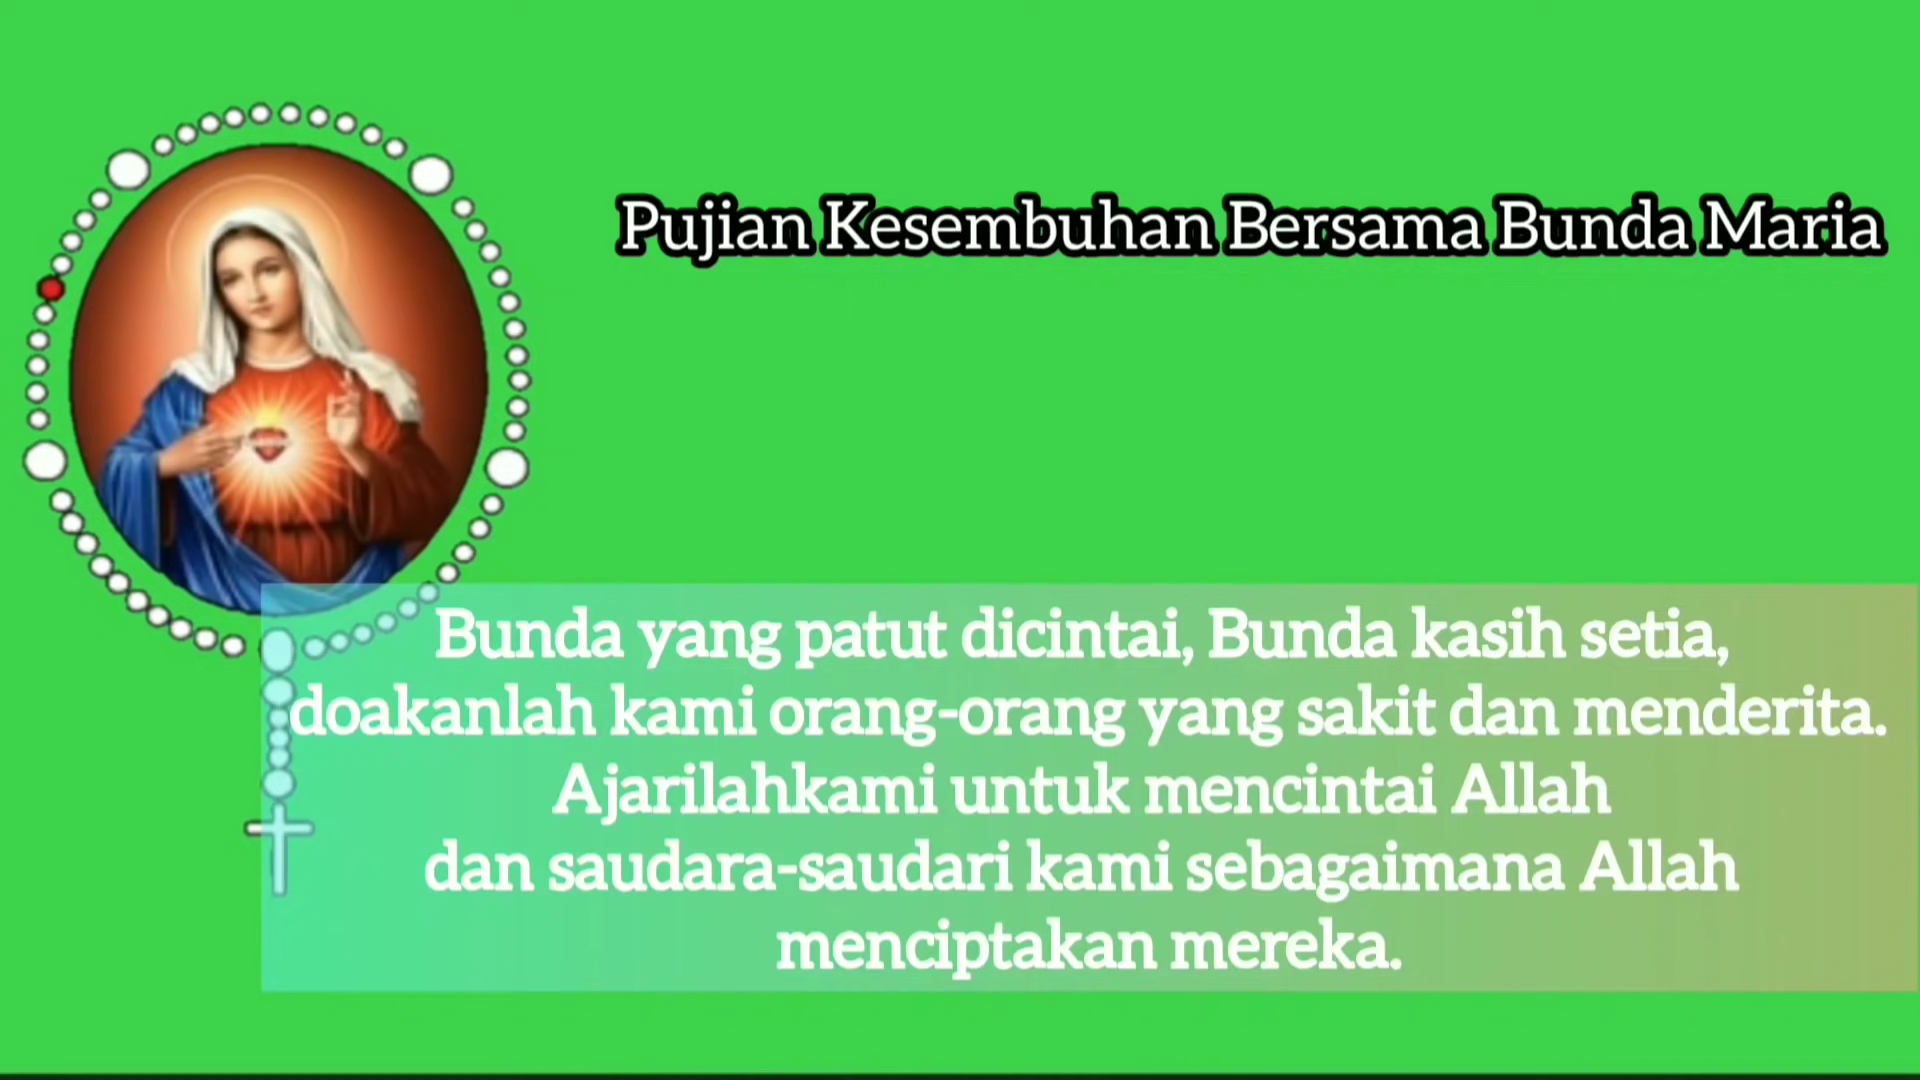 Pujian Kesembuhan Bersama Bunda Maria
Bunda yang patut dicintai, Bunda kasih setia,
doakanlah kami orang-orang yang sakit dan menderita.
Ajarilahkami untuk mencintai Allah
dan saudara-saudari kami sebagaimana Allah
menciptakan mereka.